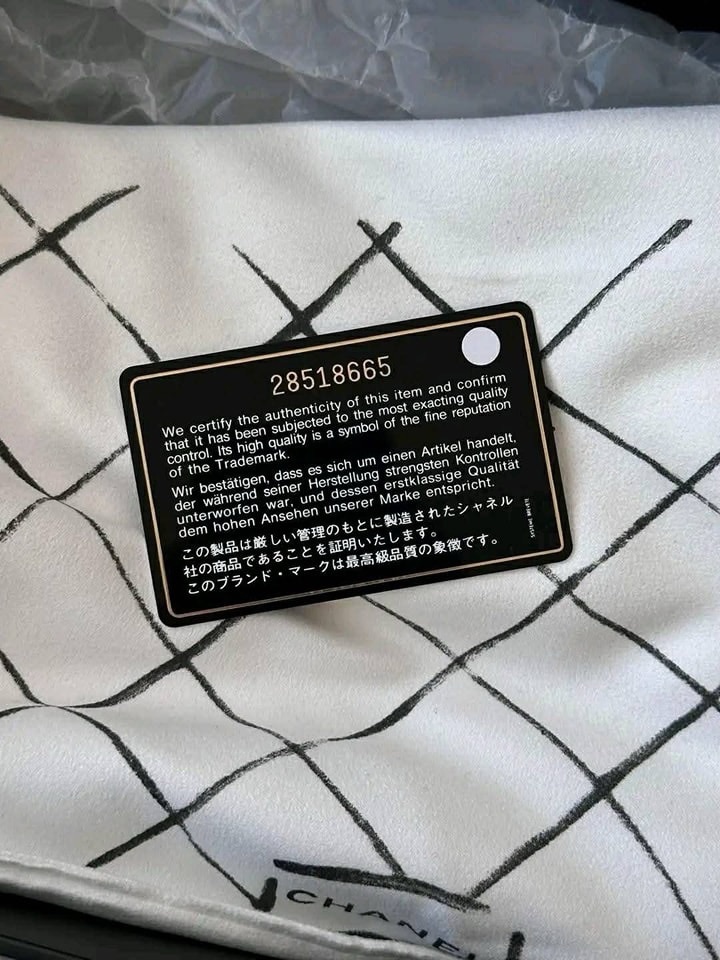 28518665
We certify the authenticity of this item and confirm
that it has been subjected to the most exacting quality
control. Its high quality is a symbol of the fine reputation
of the Trademark.
Wir bestätigen, dass es sich um einen Artikel handelt,
der während seiner Herstellung strengsten Kontrollen
unterworfen war, und dessen erstklassige Qualität
dem hohen Ansehen unserer Marke entspricht.
この製品は厳しい管理のもとに製造されたシャネル
社の商品であることを証明いたします。
このブランド・マークは最高級品質の象徴です。
SYSTEME BREVETE
CHANEL